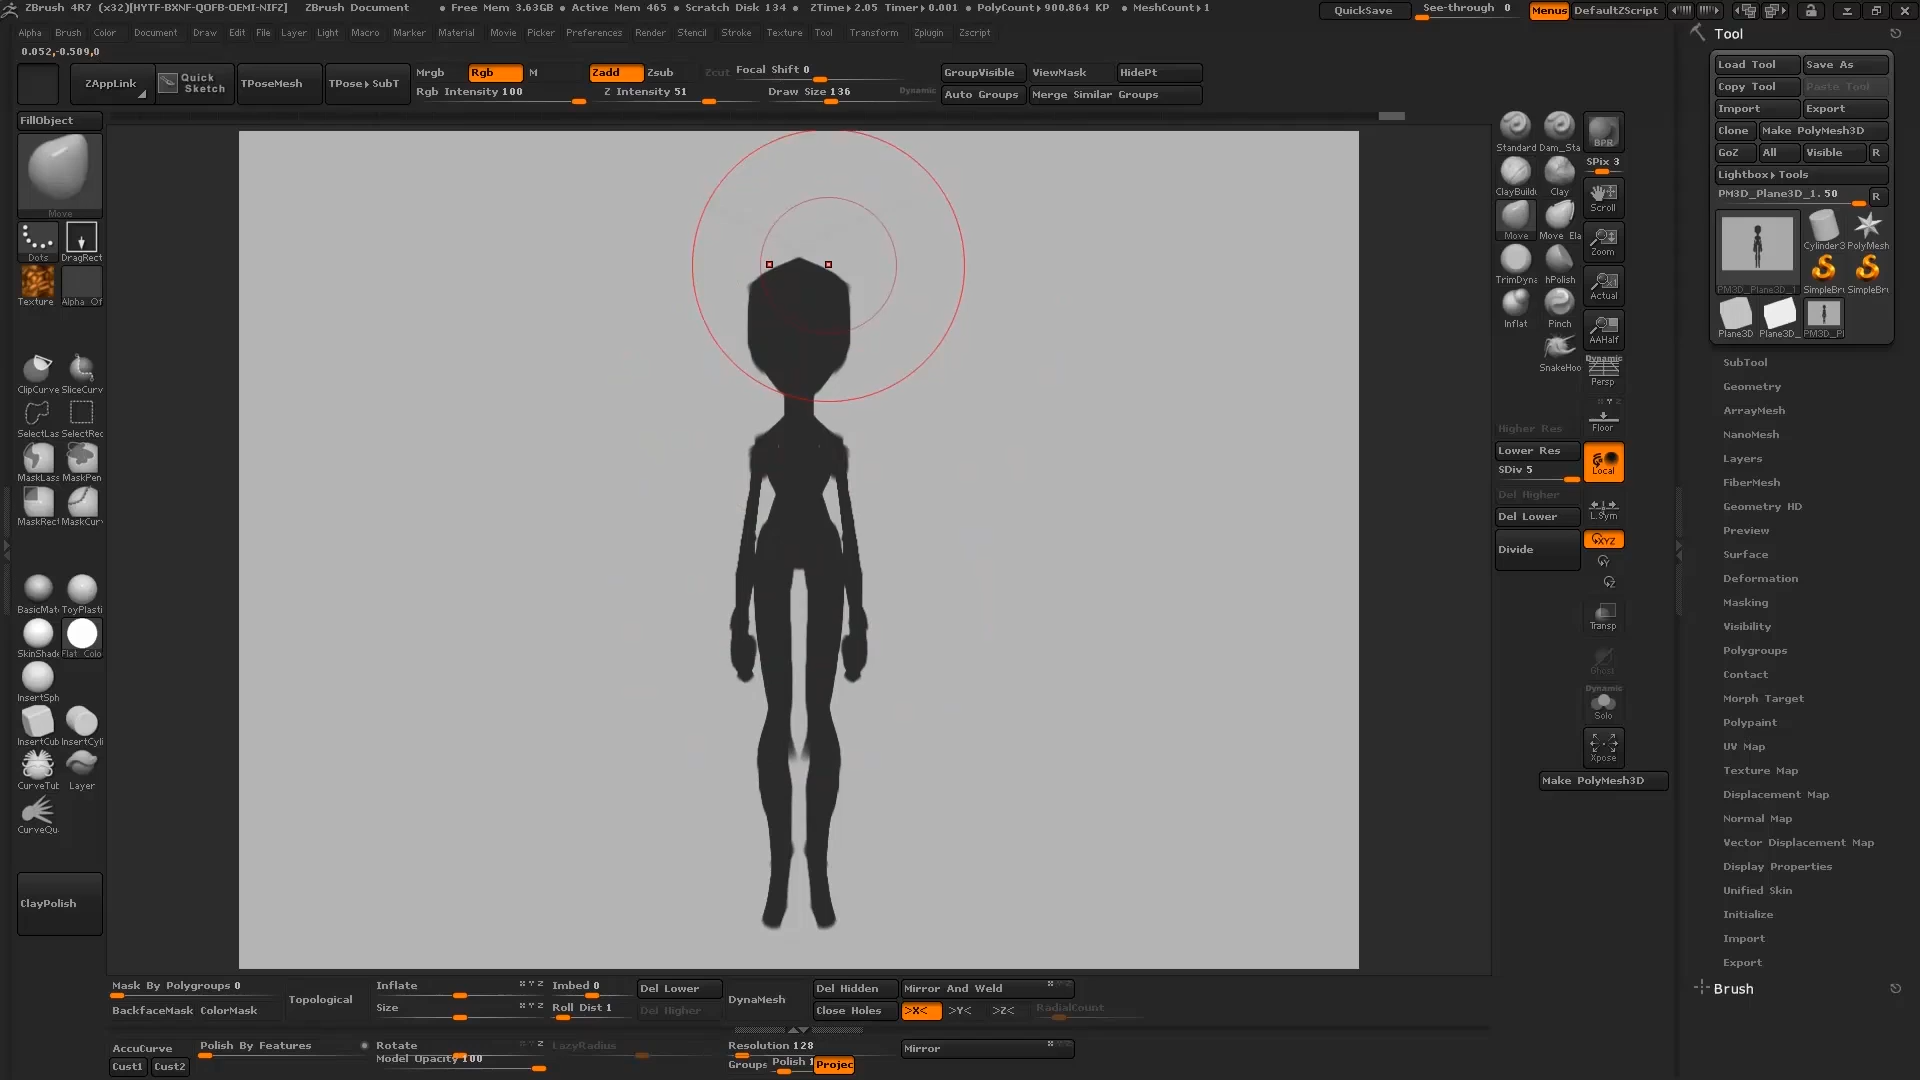 ZBrush 4R7 (x32)[HYTF-BXNF-QOFB-OEMI-NIFZ] ZBrush Document • Free Mem 3.63GB • Active Mem 465 • Scratch Disk 134 • ZTime▸2.05 Timer▸0.001 • PolyCount▸900.864 KP • MeshCount▸1 QuickSave See-through 0 Menus DefaultZScript
Alpha Brush Color Document Draw Edit File Layer Light Macro Marker Material Movie Picker Preferences Render Stencil Stroke Texture Tool Transform Zplugin Zscript
0.052,-0.509,0
ZAppLink Quick Sketch TPoseMesh TPose▸SubT
Mrgb Rgb M Zadd Zsub Zcut Focal Shift 0 GroupVisible ViewMask HidePt
Rgb Intensity 100 Z Intensity 51 Draw Size 136 Dynamic Auto Groups Merge Similar Groups
FillObject
Move
Dots DragRect
Texture Alpha Of
ClipCurve SliceCurv
SelectLas SelectRec
MaskLass MaskPen
MaskRect MaskCurv
BasicMat ToyPlasti
SkinShade Flat Colo
InsertSph
InsertCub InsertCyli
CurveTub Layer
CurveQu
ClayPolish
Standard Dam_Sta
ClayBuild Clay
Move Move Ela
TrimDyna hPolish
Inflat Pinch
SnakeHoo
Higher Res
Lower Res
SDiv 5
Del Higher
Del Lower
Divide
BPR
SPix 3
Scroll
Zoom
Actual
AAHalf
Dynamic
Persp
Floor
Local
L.Sym
XYZ
Y
Z
Transp
Ghost
Dynamic
Solo
Xpose
Make PolyMesh3D
Tool
Load Tool Save As
Copy Tool Paste Tool
Import Export
Clone Make PolyMesh3D
GoZ All Visible R
Lightbox▸Tools
PM3D_Plane3D_1. 50 R
Cylinder3 PolyMesh
PM3D_Plane3D_1 SimpleBru SimpleBru
Plane3D Plane3D_ PM3D_Pl
SubTool
Geometry
ArrayMesh
NanoMesh
Layers
FiberMesh
Geometry HD
Preview
Surface
Deformation
Masking
Visibility
Polygroups
Contact
Morph Target
Polypaint
UV Map
Texture Map
Displacement Map
Normal Map
Vector Displacement Map
Display Properties
Unified Skin
Initialize
Import
Export
Brush
Mask By Polygroups 0 Topological Inflate X Y Z Imbed 0 Del Lower DynaMesh Del Hidden Mirror And Weld
BackfaceMask ColorMask Size X Y Z Roll Dist 1 Del Higher Close Holes >X< >Y< >Z< RadialCount
AccuCurve Polish By Features Rotate LazyRadius Resolution 128 Mirror
Cust1 Cust2 Model Opacity 100 Groups Polish 1 Projec